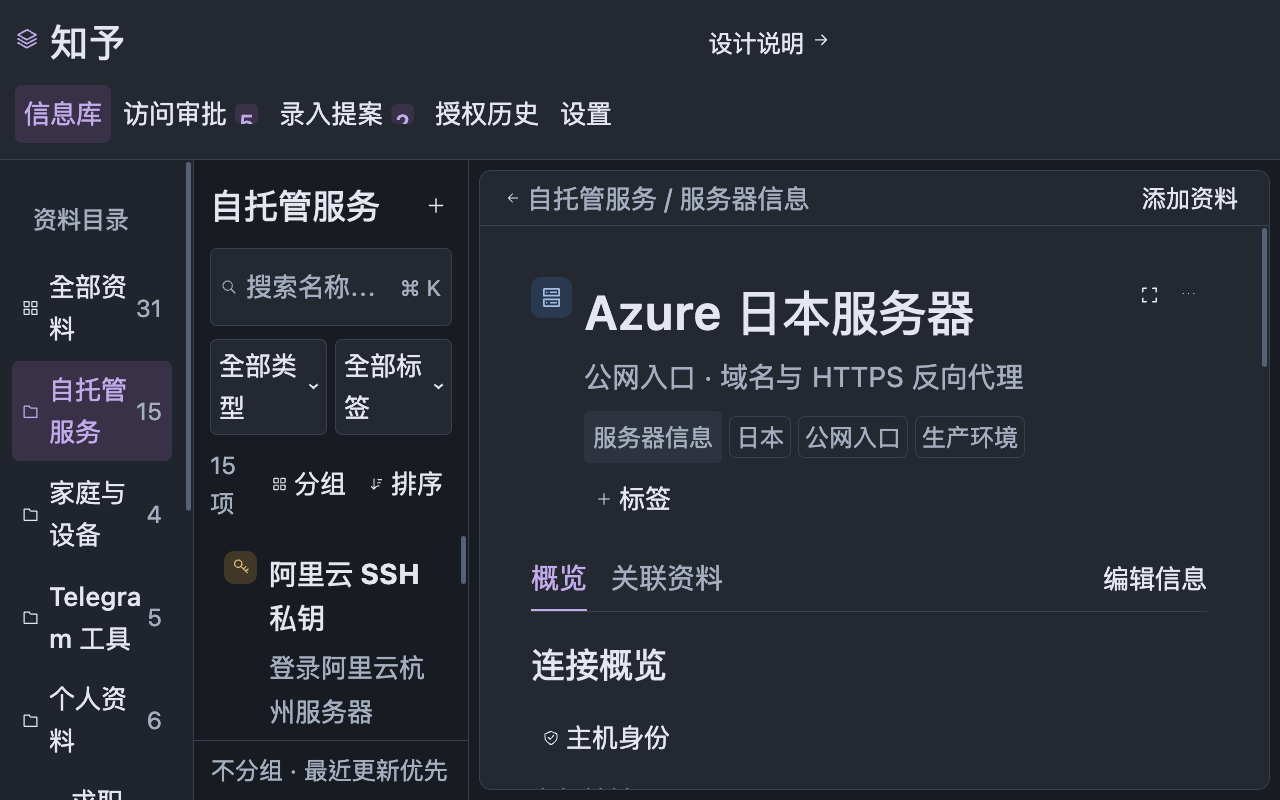 知予
设计说明 →
信息库 访问审批 5 录入提案 2 授权历史 设置
资料目录
全部资料 31
自托管服务 15
家庭与设备 4
Telegram 工具 5
个人资料 6
自托管服务 +
搜索名称… ⌘ K
全部类型 全部标签
15 项 分组 排序
阿里云 SSH 私钥
登录阿里云杭州服务器
不分组 · 最近更新优先
← 自托管服务 / 服务器信息 添加资料
Azure 日本服务器 ...
公网入口 · 域名与 HTTPS 反向代理
服务器信息 日本 公网入口 生产环境
+ 标签
概览 关联资料 编辑信息
连接概览
主机身份